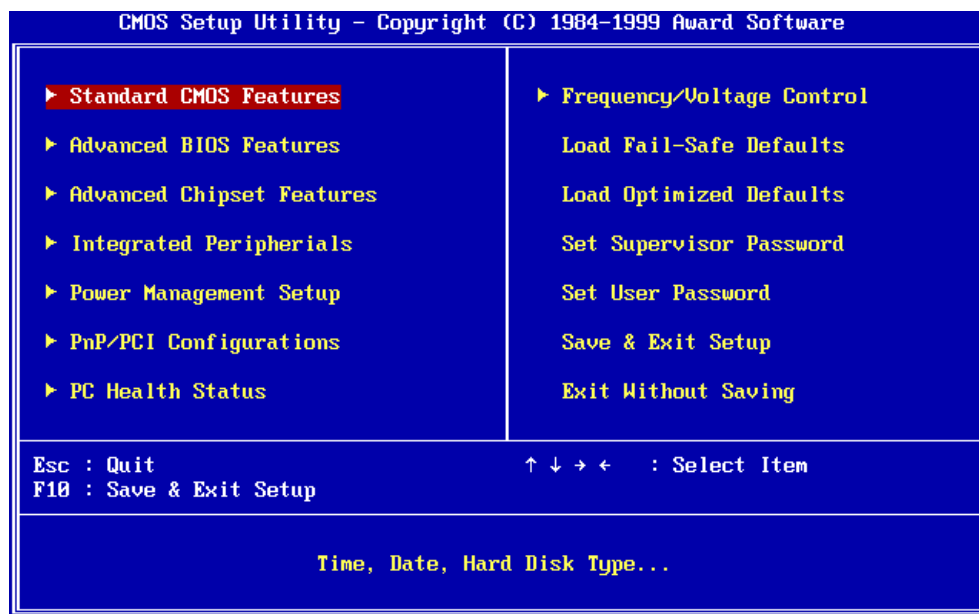 CMOS Setup Utility – Copyright (C) 1984–1999 Award Software
▶ Standard CMOS Features
▶ Advanced BIOS Features
▶ Advanced Chipset Features
▶ Integrated Peripherials
▶ Power Management Setup
▶ PnP/PCI Configurations
▶ PC Health Status
▶ Frequency/Voltage Control
Load Fail–Safe Defaults
Load Optimized Defaults
Set Supervisor Password
Set User Password
Save & Exit Setup
Exit Without Saving
Esc : Quit
F10 : Save & Exit Setup
↑ ↓ → ← : Select Item
Time, Date, Hard Disk Type...